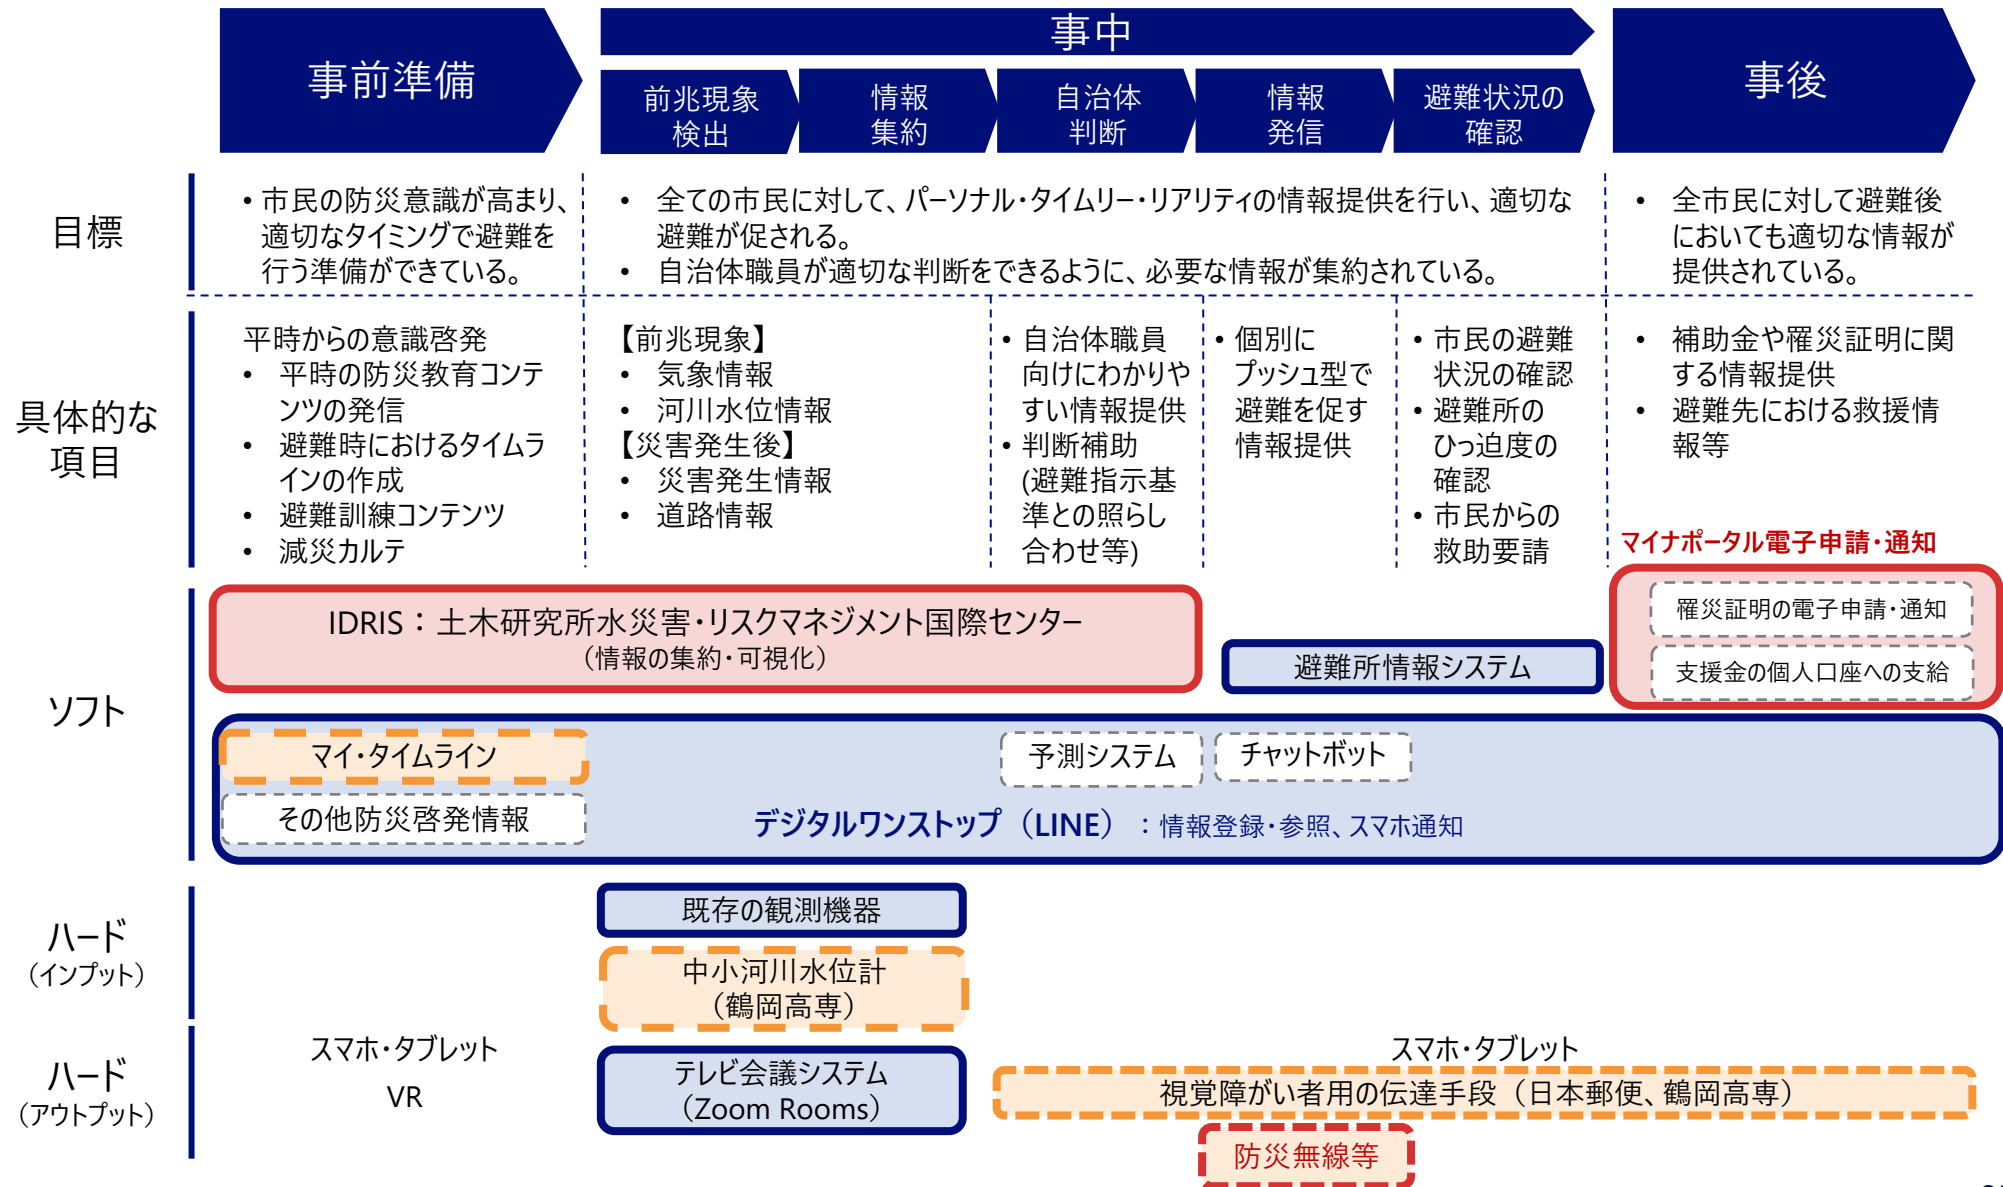 事前準備
事中
前兆現象
検出
情報
集約
自治体
判断
情報
発信
避難状況の
確認
事後
目標
• 市民の防災意識が高まり、
適切なタイミングで避難を
行う準備ができている。
• 全ての市民に対して、パーソナル・タイムリー・リアリティの情報提供を行い、適切な
避難が促される。
• 自治体職員が適切な判断をできるように、必要な情報が集約されている。
• 全市民に対して避難後
においても適切な情報が
提供されている。
具体的な
項目
平時からの意識啓発
• 平時の防災教育コンテ
ンツの発信
• 避難時におけるタイムラ
インの作成
• 避難訓練コンテンツ
• 減災カルテ
【前兆現象】
• 気象情報
• 河川水位情報
【災害発生後】
• 災害発生情報
• 道路情報
• 自治体職員
向けにわかりや
すい情報提供
• 判断補助
(避難指示基
準との照らし
合わせ等)
• 個別に
プッシュ型で
避難を促す
情報提供
• 市民の避難
状況の確認
• 避難所の
ひっ迫度の
確認
• 市民からの
救助要請
• 補助金や罹災証明に関
する情報提供
• 避難先における救援情
報等
マイナポータル電子申請・通知
ソフト
IDRIS：土木研究所水災害・リスクマネジメント国際センター
（情報の集約・可視化）
避難所情報システム
罹災証明の電子申請・通知
支援金の個人口座への支給
マイ・タイムライン
その他防災啓発情報
予測システム
チャットボット
デジタルワンストップ（LINE）：情報登録・参照、スマホ通知
ハード
（インプット）
既存の観測機器
中小河川水位計
（鶴岡高専）
ハード
（アウトプット）
スマホ・タブレット
VR
テレビ会議システム
（Zoom Rooms）
スマホ・タブレット
視覚障がい者用の伝達手段（日本郵便、鶴岡高専）
防災無線等